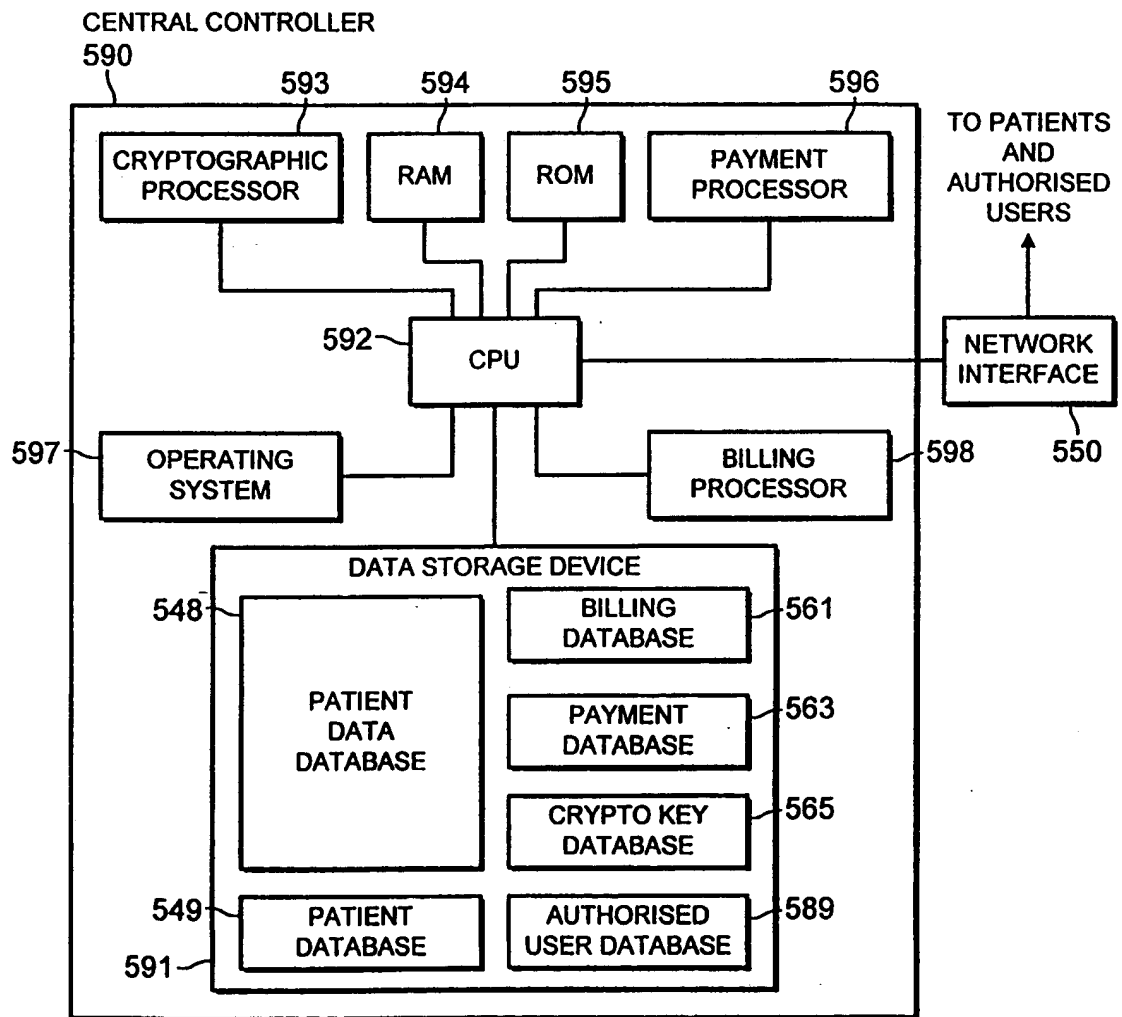 CENTRAL CONTROLLER
590
593
594
595
596
CRYPTOGRAPHIC
PROCESSOR
RAM
ROM
PAYMENT
PROCESSOR
TO PATIENTS
AND
AUTHORISED
USERS
592
CPU
NETWORK
INTERFACE
550
597
OPERATING
SYSTEM
BILLING
PROCESSOR
598
DATA STORAGE DEVICE
548
PATIENT
DATA
DATABASE
BILLING
DATABASE
561
PAYMENT
DATABASE
563
CRYPTO KEY
DATABASE
565
549
PATIENT
DATABASE
AUTHORISED
USER DATABASE
589
591